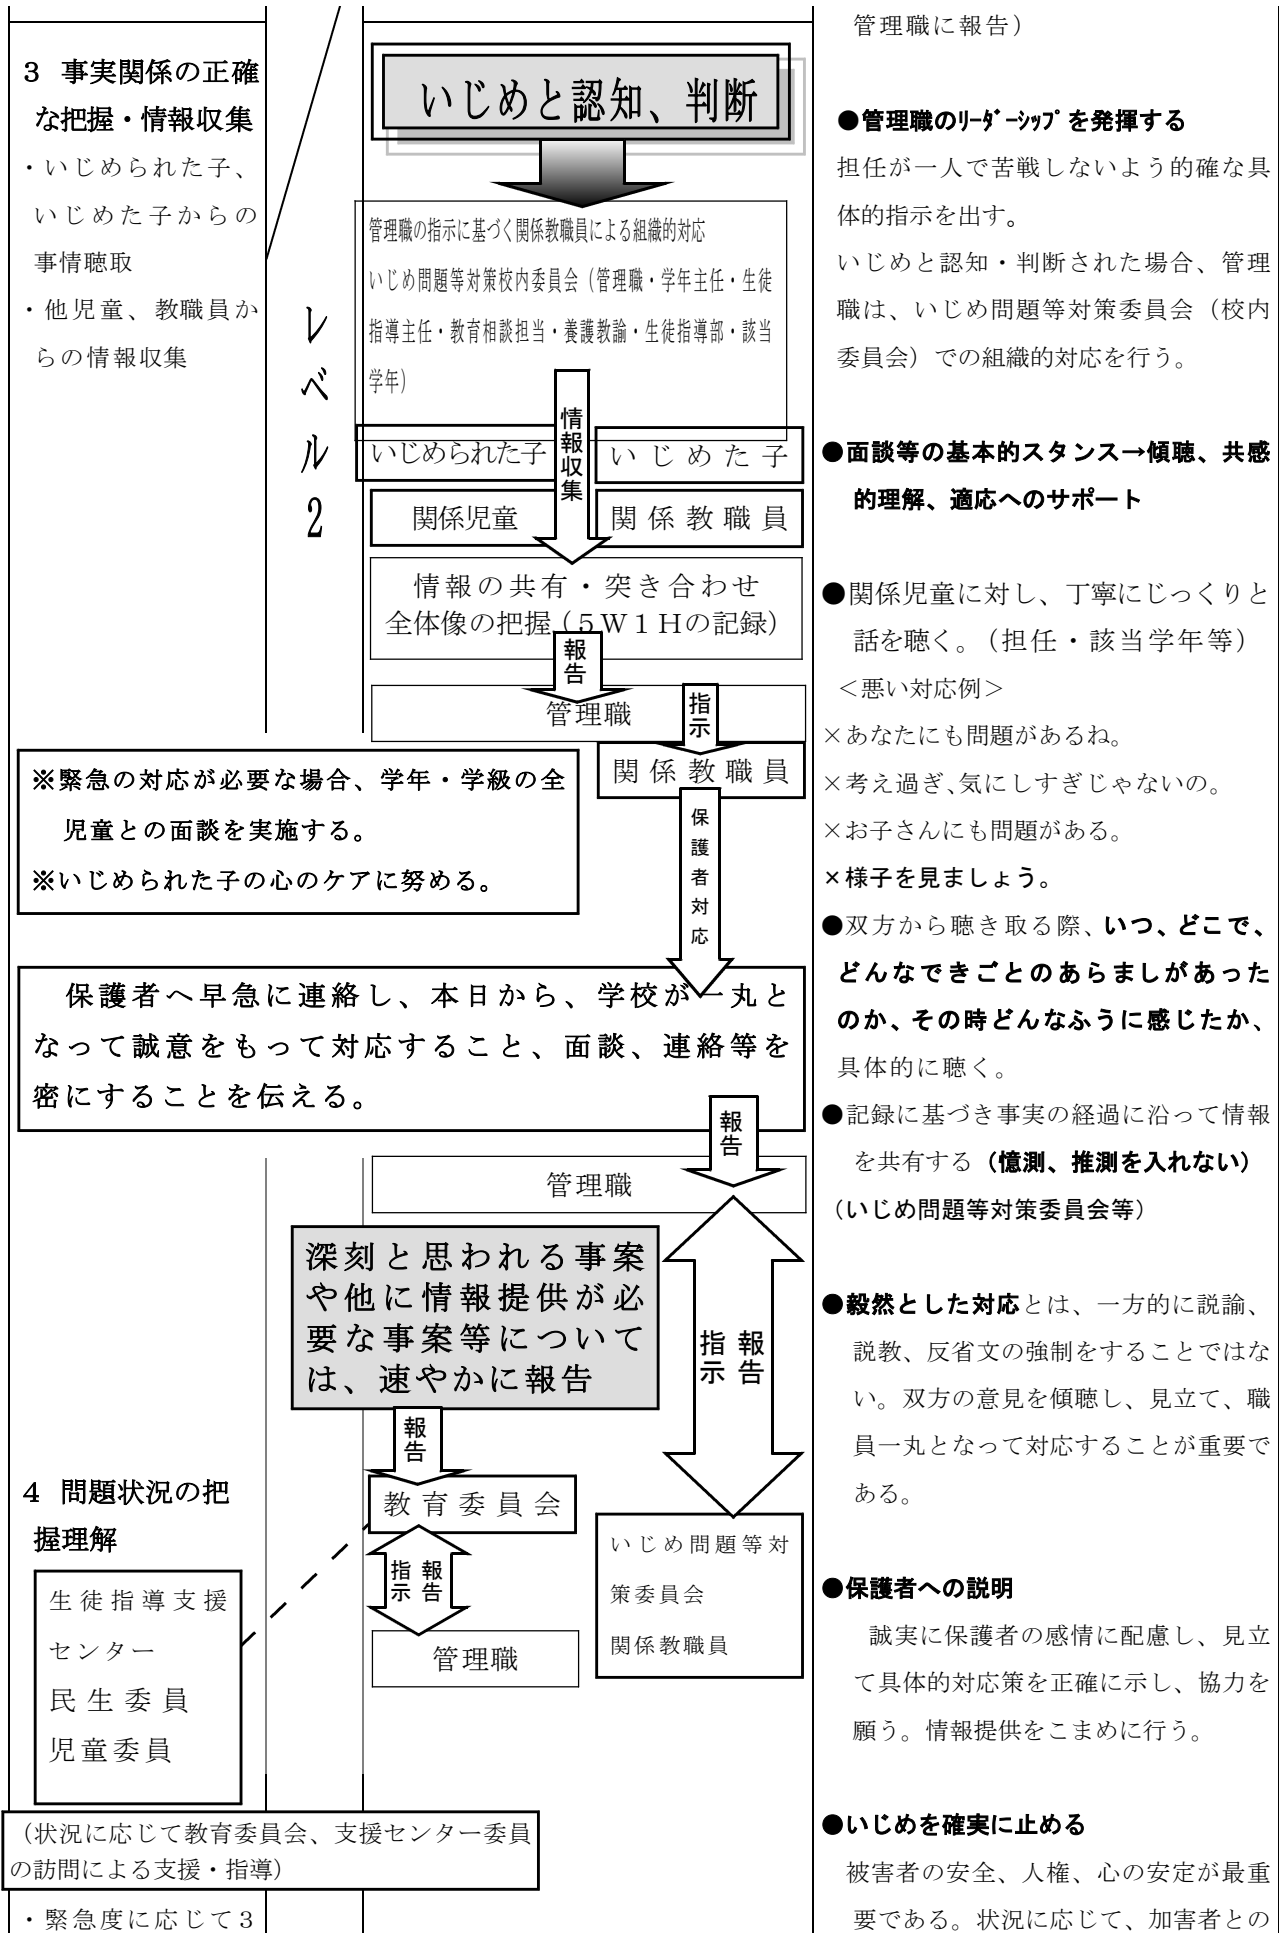 3 事実関係の正確
な把握・情報収集
・いじめられた子、
いじめた子からの
事情聴取
・他児童、教職員か
らの情報収集
レベル2
いじめと認知、判断
管理職の指示に基づく関係教職員による組織的対応
いじめ問題等対策校内委員会（管理職・学年主任・生徒
指導主任・教育相談担当・養護教諭・生徒指導部・該当
学年）
情報収集
いじめられた子
いじめた子
関係児童
関係教職員
情報の共有・突き合わせ
全体像の把握（５Ｗ１Ｈの記録）
報告
管理職
指示
関係教職員
※緊急の対応が必要な場合、学年・学級の全
児童との面談を実施する。
※いじめられた子の心のケアに努める。
保護者対応
保護者へ早急に連絡し、本日から、学校が一丸と
なって誠意をもって対応すること、面談、連絡等を
密にすることを伝える。
報告
管理職
深刻と思われる事案
や他に情報提供が必
要な事案等について
は、速やかに報告
指示 報告
報告
教育委員会
指示 報告
管理職
いじめ問題等対
策委員会
関係教職員
4 問題状況の把
握理解
生徒指導支援
センター
民生委員
児童委員
（状況に応じて教育委員会、支援センター委員
の訪問による支援・指導）
・緊急度に応じて３
管理職に報告）
●管理職のﾘｰﾀﾞｰｼｯﾌﾟを発揮する
担任が一人で苦戦しないよう的確な具
体的指示を出す。
いじめと認知・判断された場合、管理
職は、いじめ問題等対策委員会（校内
委員会）での組織的対応を行う。
●面談等の基本的スタンス→傾聴、共感
的理解、適応へのサポート
●関係児童に対し、丁寧にじっくりと
話を聴く。（担任・該当学年等）
＜悪い対応例＞
×あなたにも問題があるね。
×考え過ぎ、気にしすぎじゃないの。
×お子さんにも問題がある。
×様子を見ましょう。
●双方から聴き取る際、いつ、どこで、
どんなできごとのあらましがあった
のか、その時どんなふうに感じたか、
具体的に聴く。
●記録に基づき事実の経過に沿って情報
を共有する（憶測、推測を入れない）
（いじめ問題等対策委員会等）
●毅然とした対応とは、一方的に説諭、
説教、反省文の強制をすることではな
い。双方の意見を傾聴し、見立て、職
員一丸となって対応することが重要で
ある。
●保護者への説明
誠実に保護者の感情に配慮し、見立
て具体的対応策を正確に示し、協力を
願う。情報提供をこまめに行う。
●いじめを確実に止める
被害者の安全、人権、心の安定が最重
要である。状況に応じて、加害者との